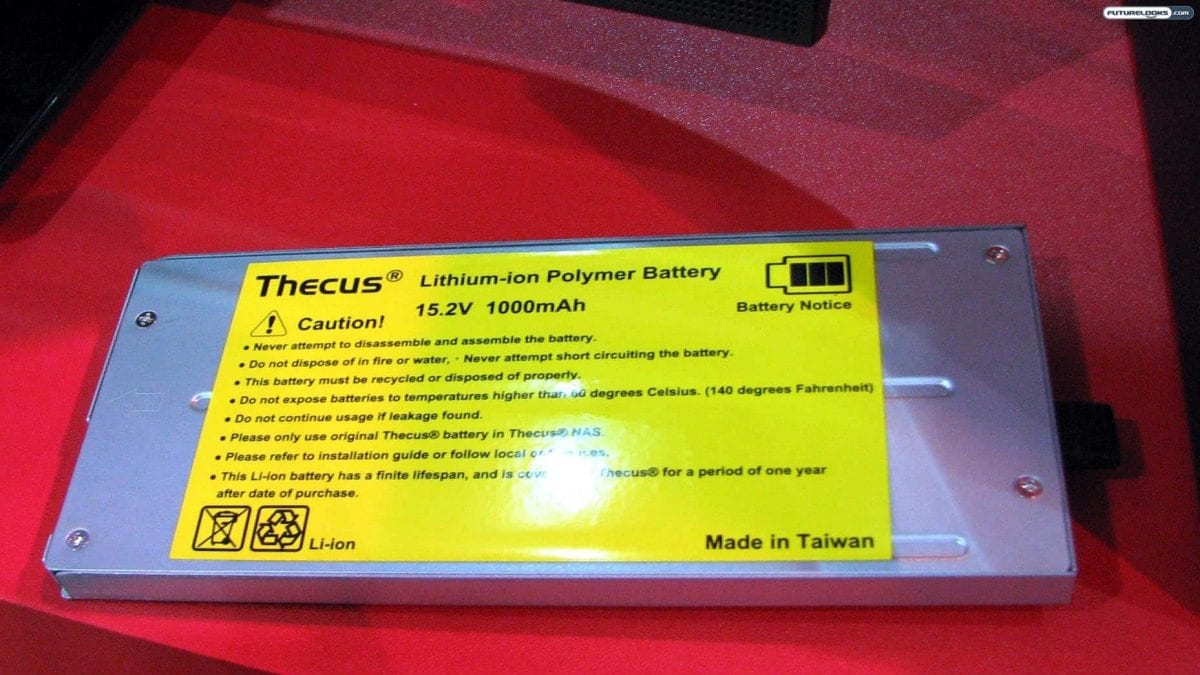 FUTURELOOKS.COM
Thecus® Lithium-ion Polymer Battery
15.2V 1000mAh
Battery Notice
Caution!
• Never attempt to disassemble and assemble the battery.
• Do not dispose of in fire or water, · Never attempt short circuiting the battery.
• This battery must be recycled or disposed of properly.
• Do not expose batteries to temperatures higher than 60 degrees Celsius. (140 degrees Fahrenheit)
• Do not continue usage if leakage found.
• Please only use original Thecus® battery in Thecus® NAS.
• Please refer to installation guide or follow local
• This Li-ion battery has a finite lifespan, and is Thecus® for a period of one year
after date of purchase.
Li-ion
Made in Taiwan